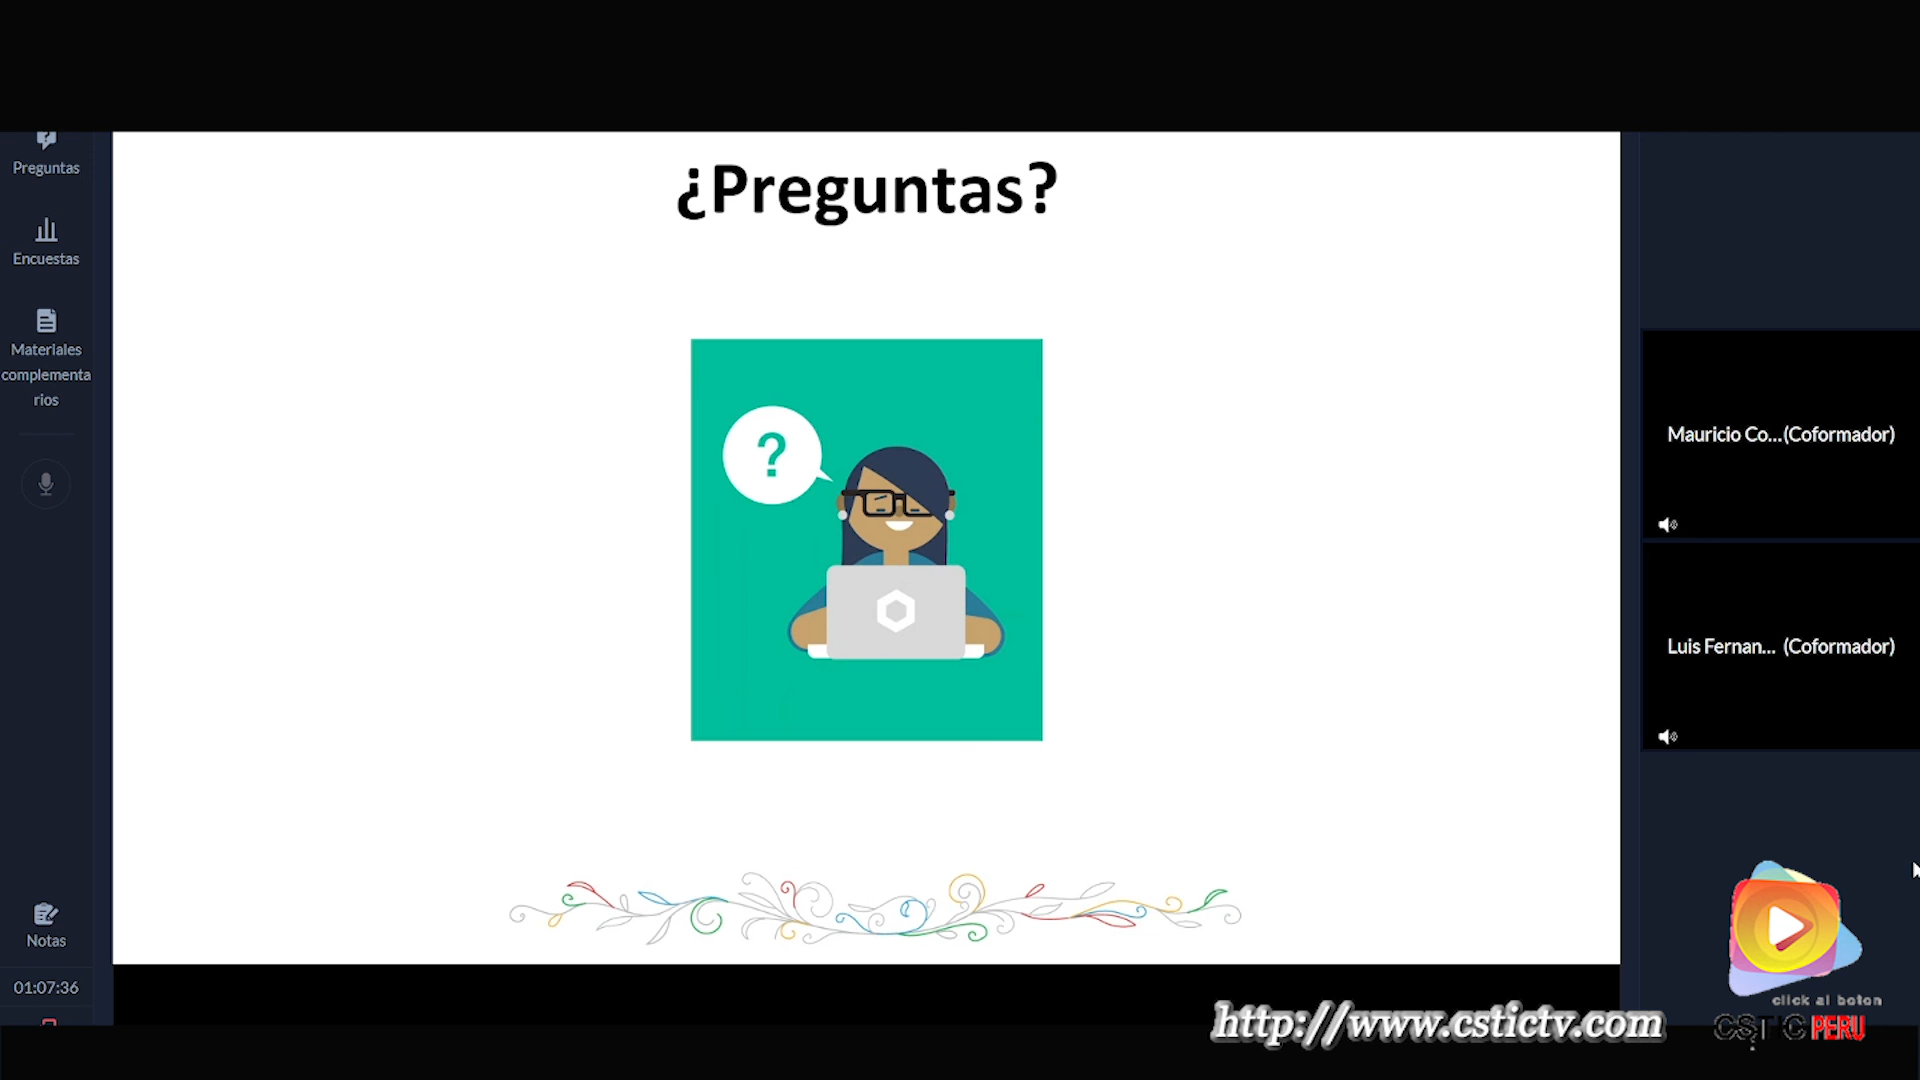 ¿Preguntas?
?
Preguntas
Encuestas
Materiales
complementa
rios
Notas
01:07:36
Mauricio Co...(Coformador)
Luis Fernan... (Coformador)
click al boton
CSTIC PERU
http://www.cstictv.com